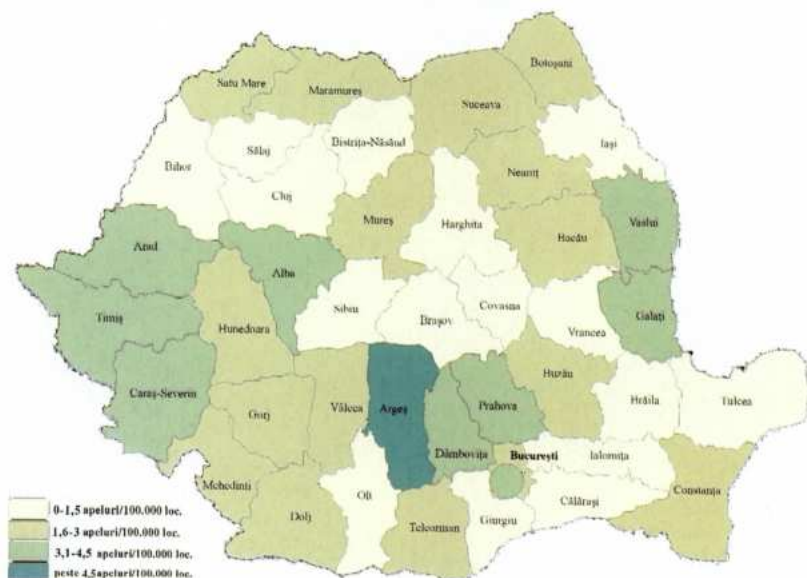 Botoșani
Satu Mare
Maramureș
Suceava
Iași
Bistrița-Năsăud
Sălaj
Bihor
Neamț
Cluj
Mureș
Harghita
Bacău
Vaslui
Arad
Alba
Sibiu
Covasna
Brașov
Timiș
Hunedoara
Vrancea
Galați
Buzău
Caraș-Severin
Gorj
Vâlcea
Argeș
Prahova
Brăila
Tulcea
Dâmbovița
București
Ialomița
Mehedinti
Dolj
Olt
Teleorman
Giurgiu
Călărași
Constanța
0-1,5 apeluri/100.000 loc.
1,6-3 apeluri/100.000 loc.
3,1-4,5 apeluri/100.000 loc.
peste 4,5apeluri/100.000 loc.